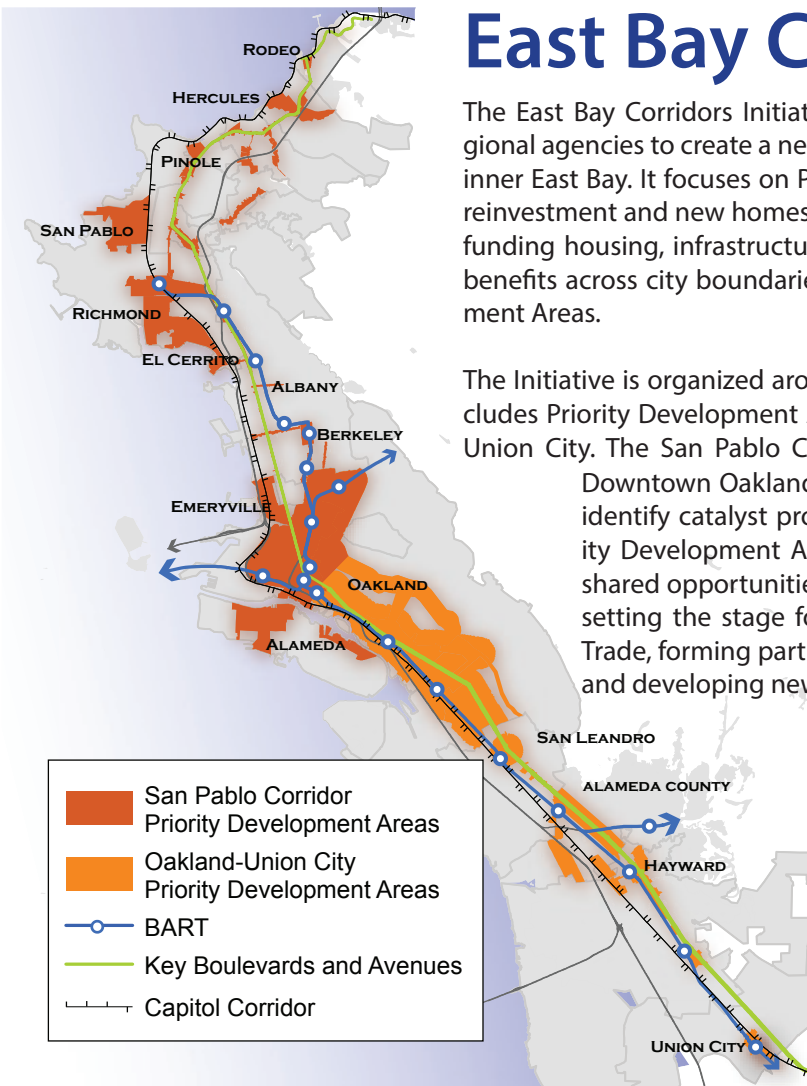 East Bay C
The East Bay Corridors Initiat
gional agencies to create a ne
inner East Bay. It focuses on P
reinvestment and new homes
funding housing, infrastructu
benefits across city boundarie
ment Areas.
The Initiative is organized aro
cludes Priority Development
Union City. The San Pablo C
Downtown Oakland
identify catalyst pro
ity Development A
shared opportunitie
setting the stage fo
Trade, forming part
and developing new
RODEO
HERCULES
PINOLE
SAN PABLO
RICHMOND
EL CERRITO
ALBANY
BERKELEY
EMERYVILLE
OAKLAND
ALAMEDA
SAN LEANDRO
ALAMEDA COUNTY
HAYWARD
UNION CITY
San Pablo Corridor
Priority Development Areas
Oakland-Union City
Priority Development Areas
BART
Key Boulevards and Avenues
Capitol Corridor